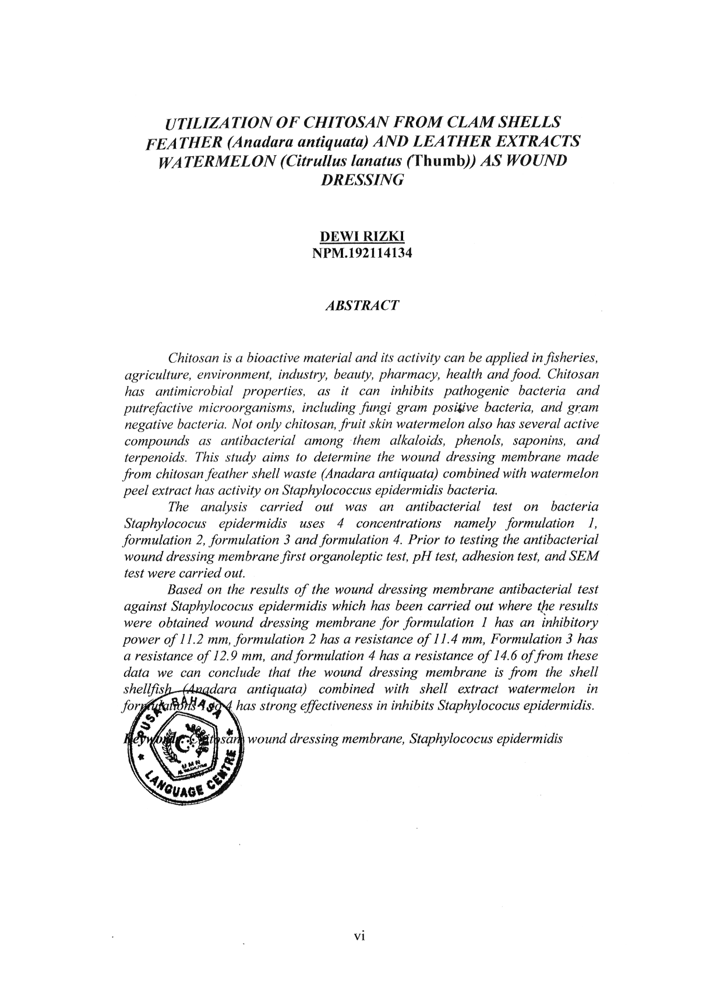 UTILIZATION OF CHITOSAN FROM CLAM SHELLS
FEATHER (Anadara antiquata) AND LEATHER EXTRACTS
WATERMELON (Citrullus lanatus (Thumb)) AS WOUND
DRESSING
DEWI RIZKI
NPM.192114134
ABSTRACT
Chitosan is a bioactive material and its activity can be applied in fisheries,
agriculture, environment, industry, beauty, pharmacy, health and food. Chitosan
has antimicrobial properties, as it can inhibits pathogenic bacteria and
putrefactive microorganisms, including fungi gram positive bacteria, and gram
negative bacteria. Not only chitosan, fruit skin watermelon also has several active
compounds as antibacterial among them alkaloids, phenols, saponins, and
terpenoids. This study aims to determine the wound dressing membrane made
from chitosan feather shell waste (Anadara antiquata) combined with watermelon
peel extract has activity on Staphylococcus epidermidis bacteria.
The analysis carried out was an antibacterial test on bacteria
Staphylococus epidermidis uses 4 concentrations namely formulation 1,
formulation 2, formulation 3 and formulation 4. Prior to testing the antibacterial
wound dressing membrane first organoleptic test, pH test, adhesion test, and SEM
test were carried out.
Based on the results of the wound dressing membrane antibacterial test
against Staphylococus epidermidis which has been carried out where the results
were obtained wound dressing membrane for formulation 1 has an inhibitory
power of 11.2 mm, formulation 2 has a resistance of 11.4 mm, Formulation 3 has
a resistance of 12.9 mm, and formulation 4 has a resistance of 14.6 of from these
data we can conclude that the wound dressing membrane is from the shell
shellfish (Anadara antiquata) combined with shell extract watermelon in
formulations 1 to 4 has strong effectiveness in inhibits Staphylococus epidermidis.
Keywords: Chitosan, wound dressing membrane, Staphylococus epidermidis
PUSAT BAHASA
UMN
AL WASHLIYAH
LANGUAGE CENTRE
vi